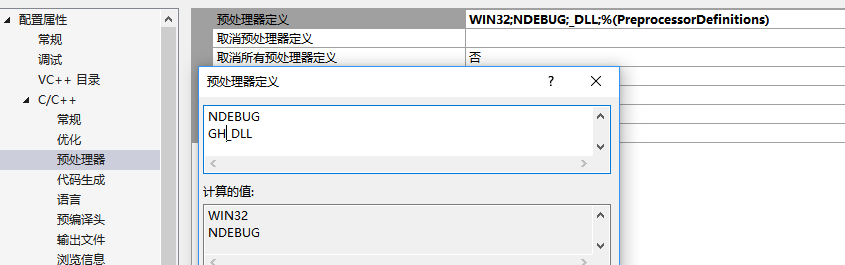 配置属性
常规
调试
VC++ 目录
C/C++
常规
优化
预处理器
代码生成
语言
预编译头
输出文件
浏览信息
预处理器定义 WIN32;NDEBUG;_DLL;%(PreprocessorDefinitions)
取消预处理器定义
取消所有预处理器定义 否
预处理器定义 ? ×
NDEBUG
GH_DLL
计算的值:
WIN32
NDEBUG